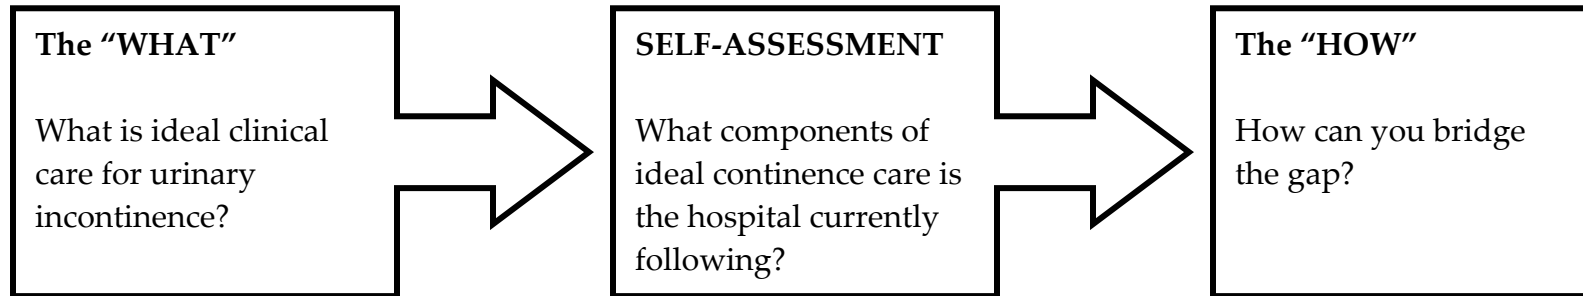 The “WHAT”
What is ideal clinical
care for urinary
incontinence?
SELF-ASSESSMENT
What components of
ideal continence care is
the hospital currently
following?
The “HOW”
How can you bridge
the gap?